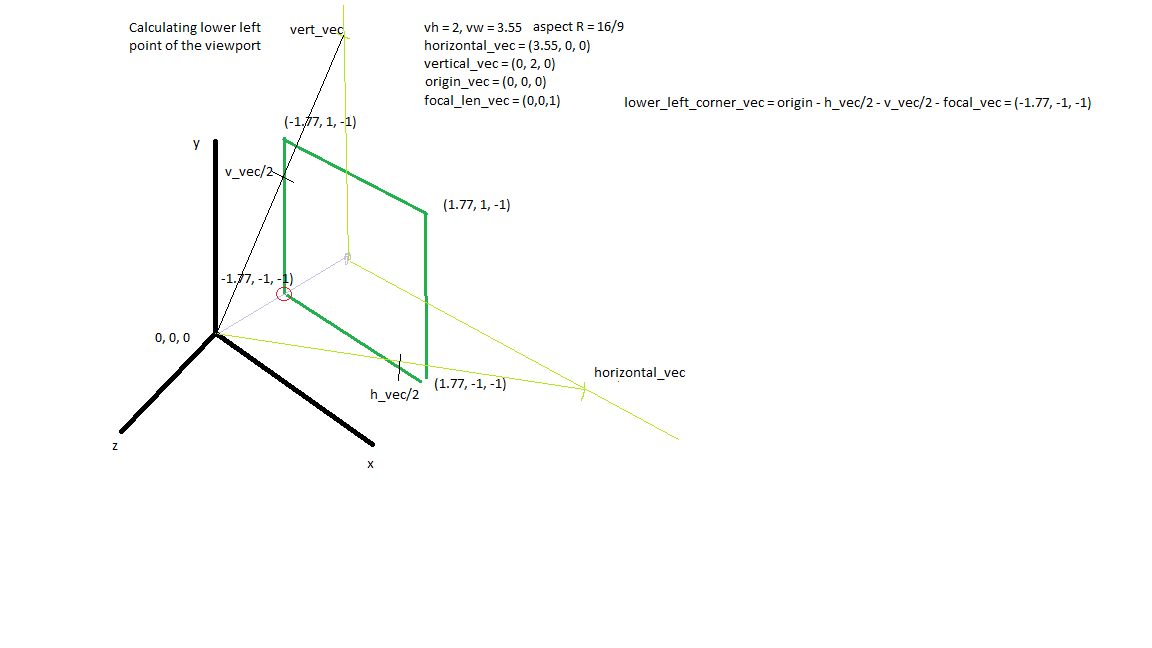 Calculating lower left
point of the viewport
vert_vec
vh = 2, vw = 3.55 aspect R = 16/9
horizontal_vec = (3.55, 0, 0)
vertical_vec = (0, 2, 0)
origin_vec = (0, 0, 0)
focal_len_vec = (0,0,1)
lower_left_corner_vec = origin - h_vec/2 - v_vec/2 - focal_vec = (-1.77, -1, -1)
(-1.77, 1, -1)
y
v_vec/2
(1.77, 1, -1)
-1.77, -1, -1)
0, 0, 0
horizontal_vec
(1.77, -1, -1)
h_vec/2
z
x